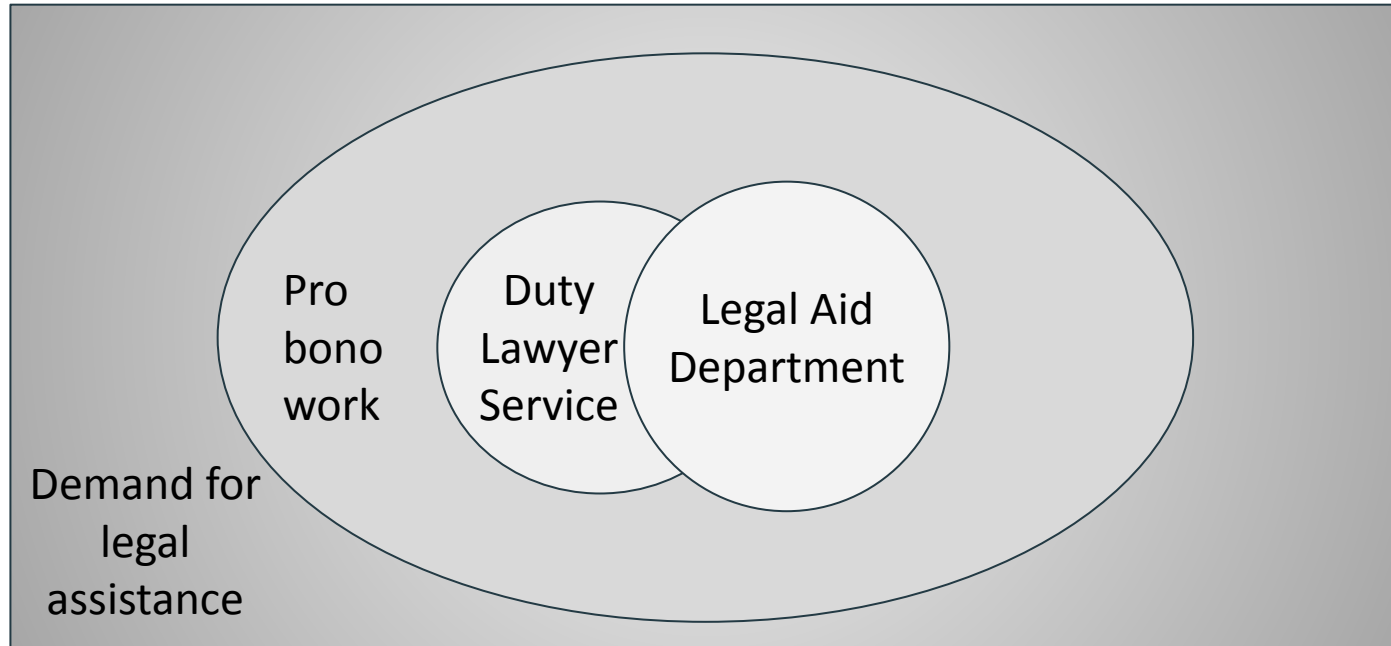 Pro
bono
work
Duty
Lawyer
Service
Legal Aid
Department
Demand for
legal
assistance